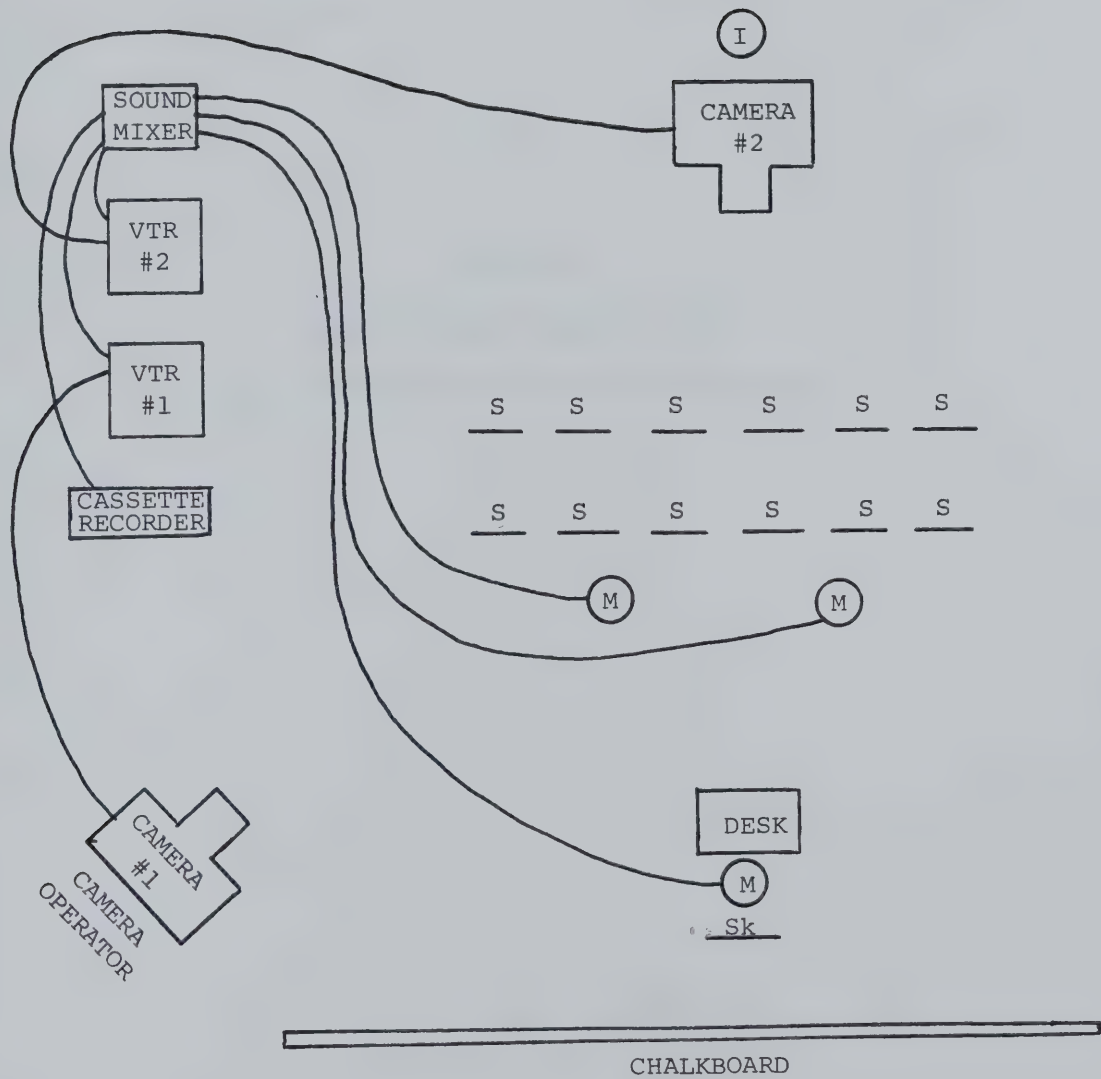 I
SOUND
MIXER
CAMERA
#2
VTR
#2
VTR
#1
S S S S S S
CASSETTE
RECORDER
S S S S S S
M M
CAMERA
#1
CAMERA
OPERATOR
DESK
M
Sk
CHALKBOARD